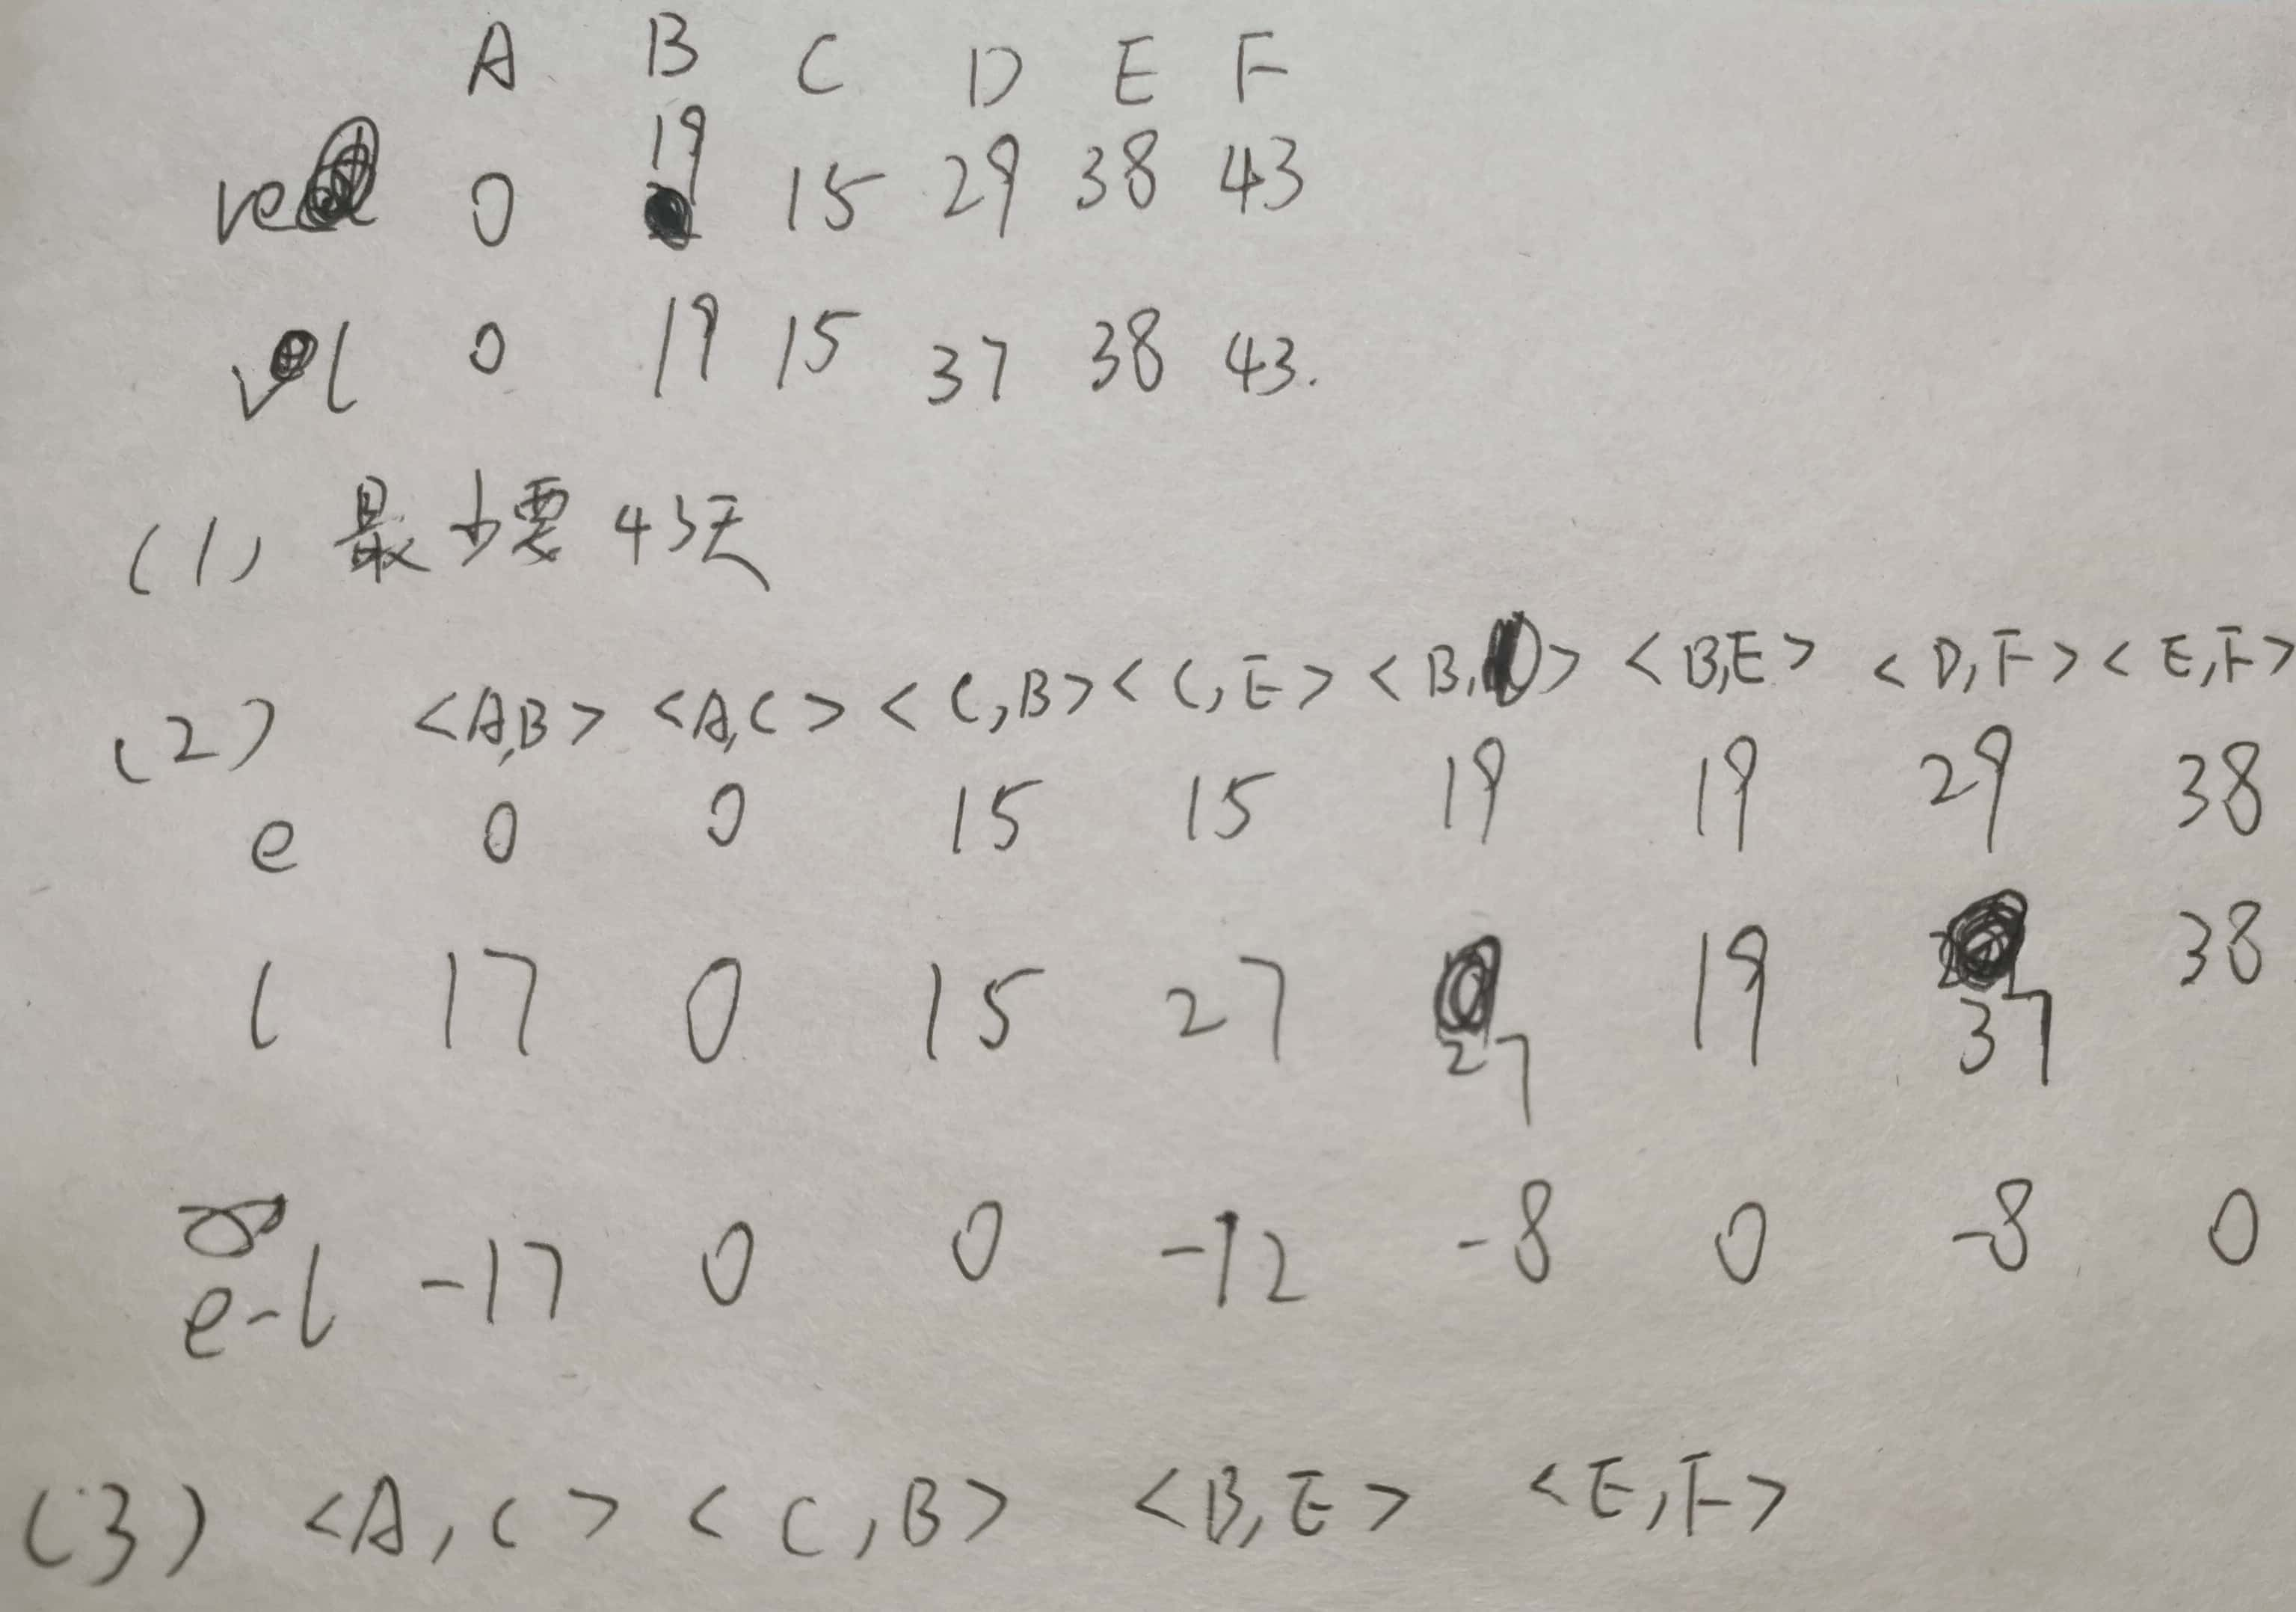 A B C D E F
ve 0 19 15 29 38 43
vl 0 19 15 37 38 43.
(1) 最少要43天
(2) <A,B> <A,C> <C,B> <C,E> <B,D> <B,E> <D,F> <E,F>
e 0 0 15 15 19 19 29 38
l 17 0 15 27 27 19 37 38
e-l -17 0 0 -12 -8 0 -8 0
(3) <A,C> <C,B> <B,E> <E,F>